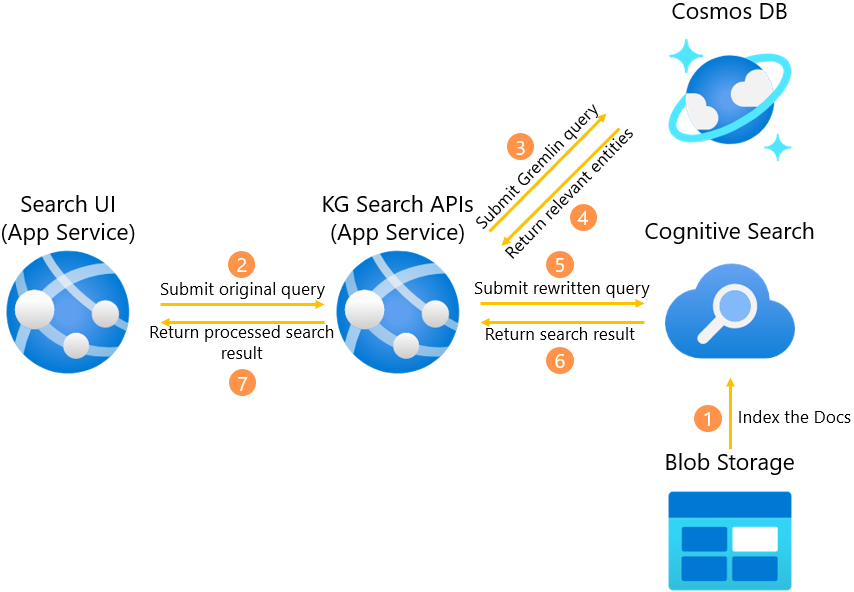 Cosmos DB
3
Submit Gremlin query
Return relevant entities
4
Search UI
(App Service)
KG Search APIs
(App Service)
Cognitive Search
2
Submit original query
Return processed search
result
7
5
Submit rewritten query
Return search result
6
1
Index the Docs
Blob Storage